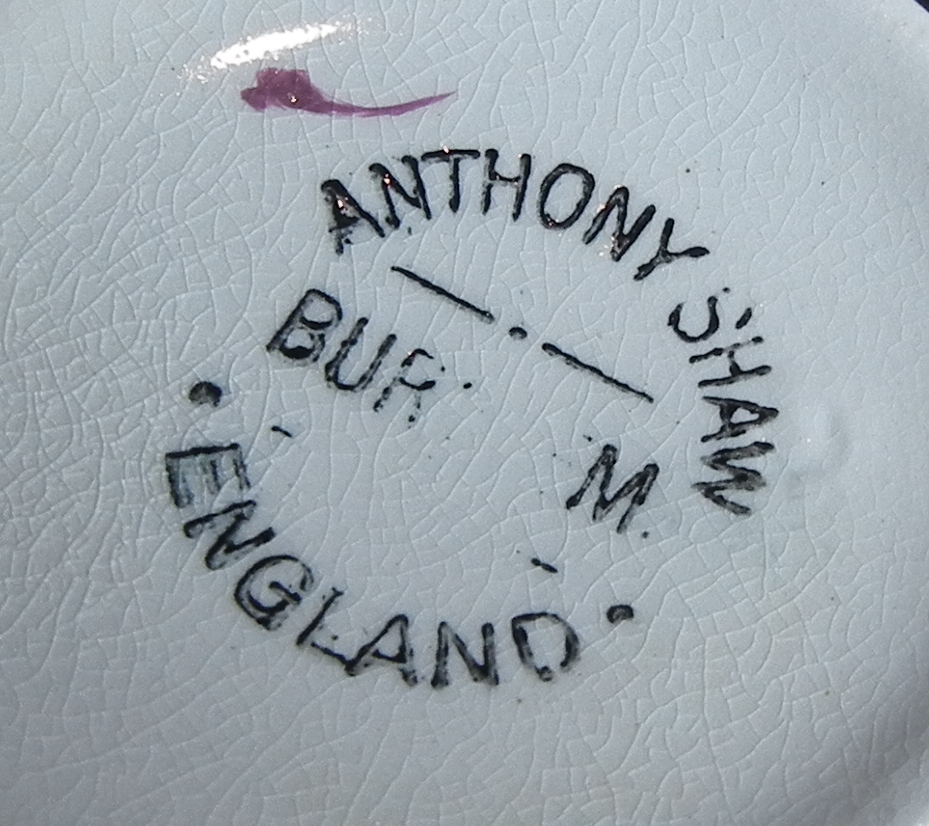 ANTHONY SHAW
BUR
M.
ENGLAND